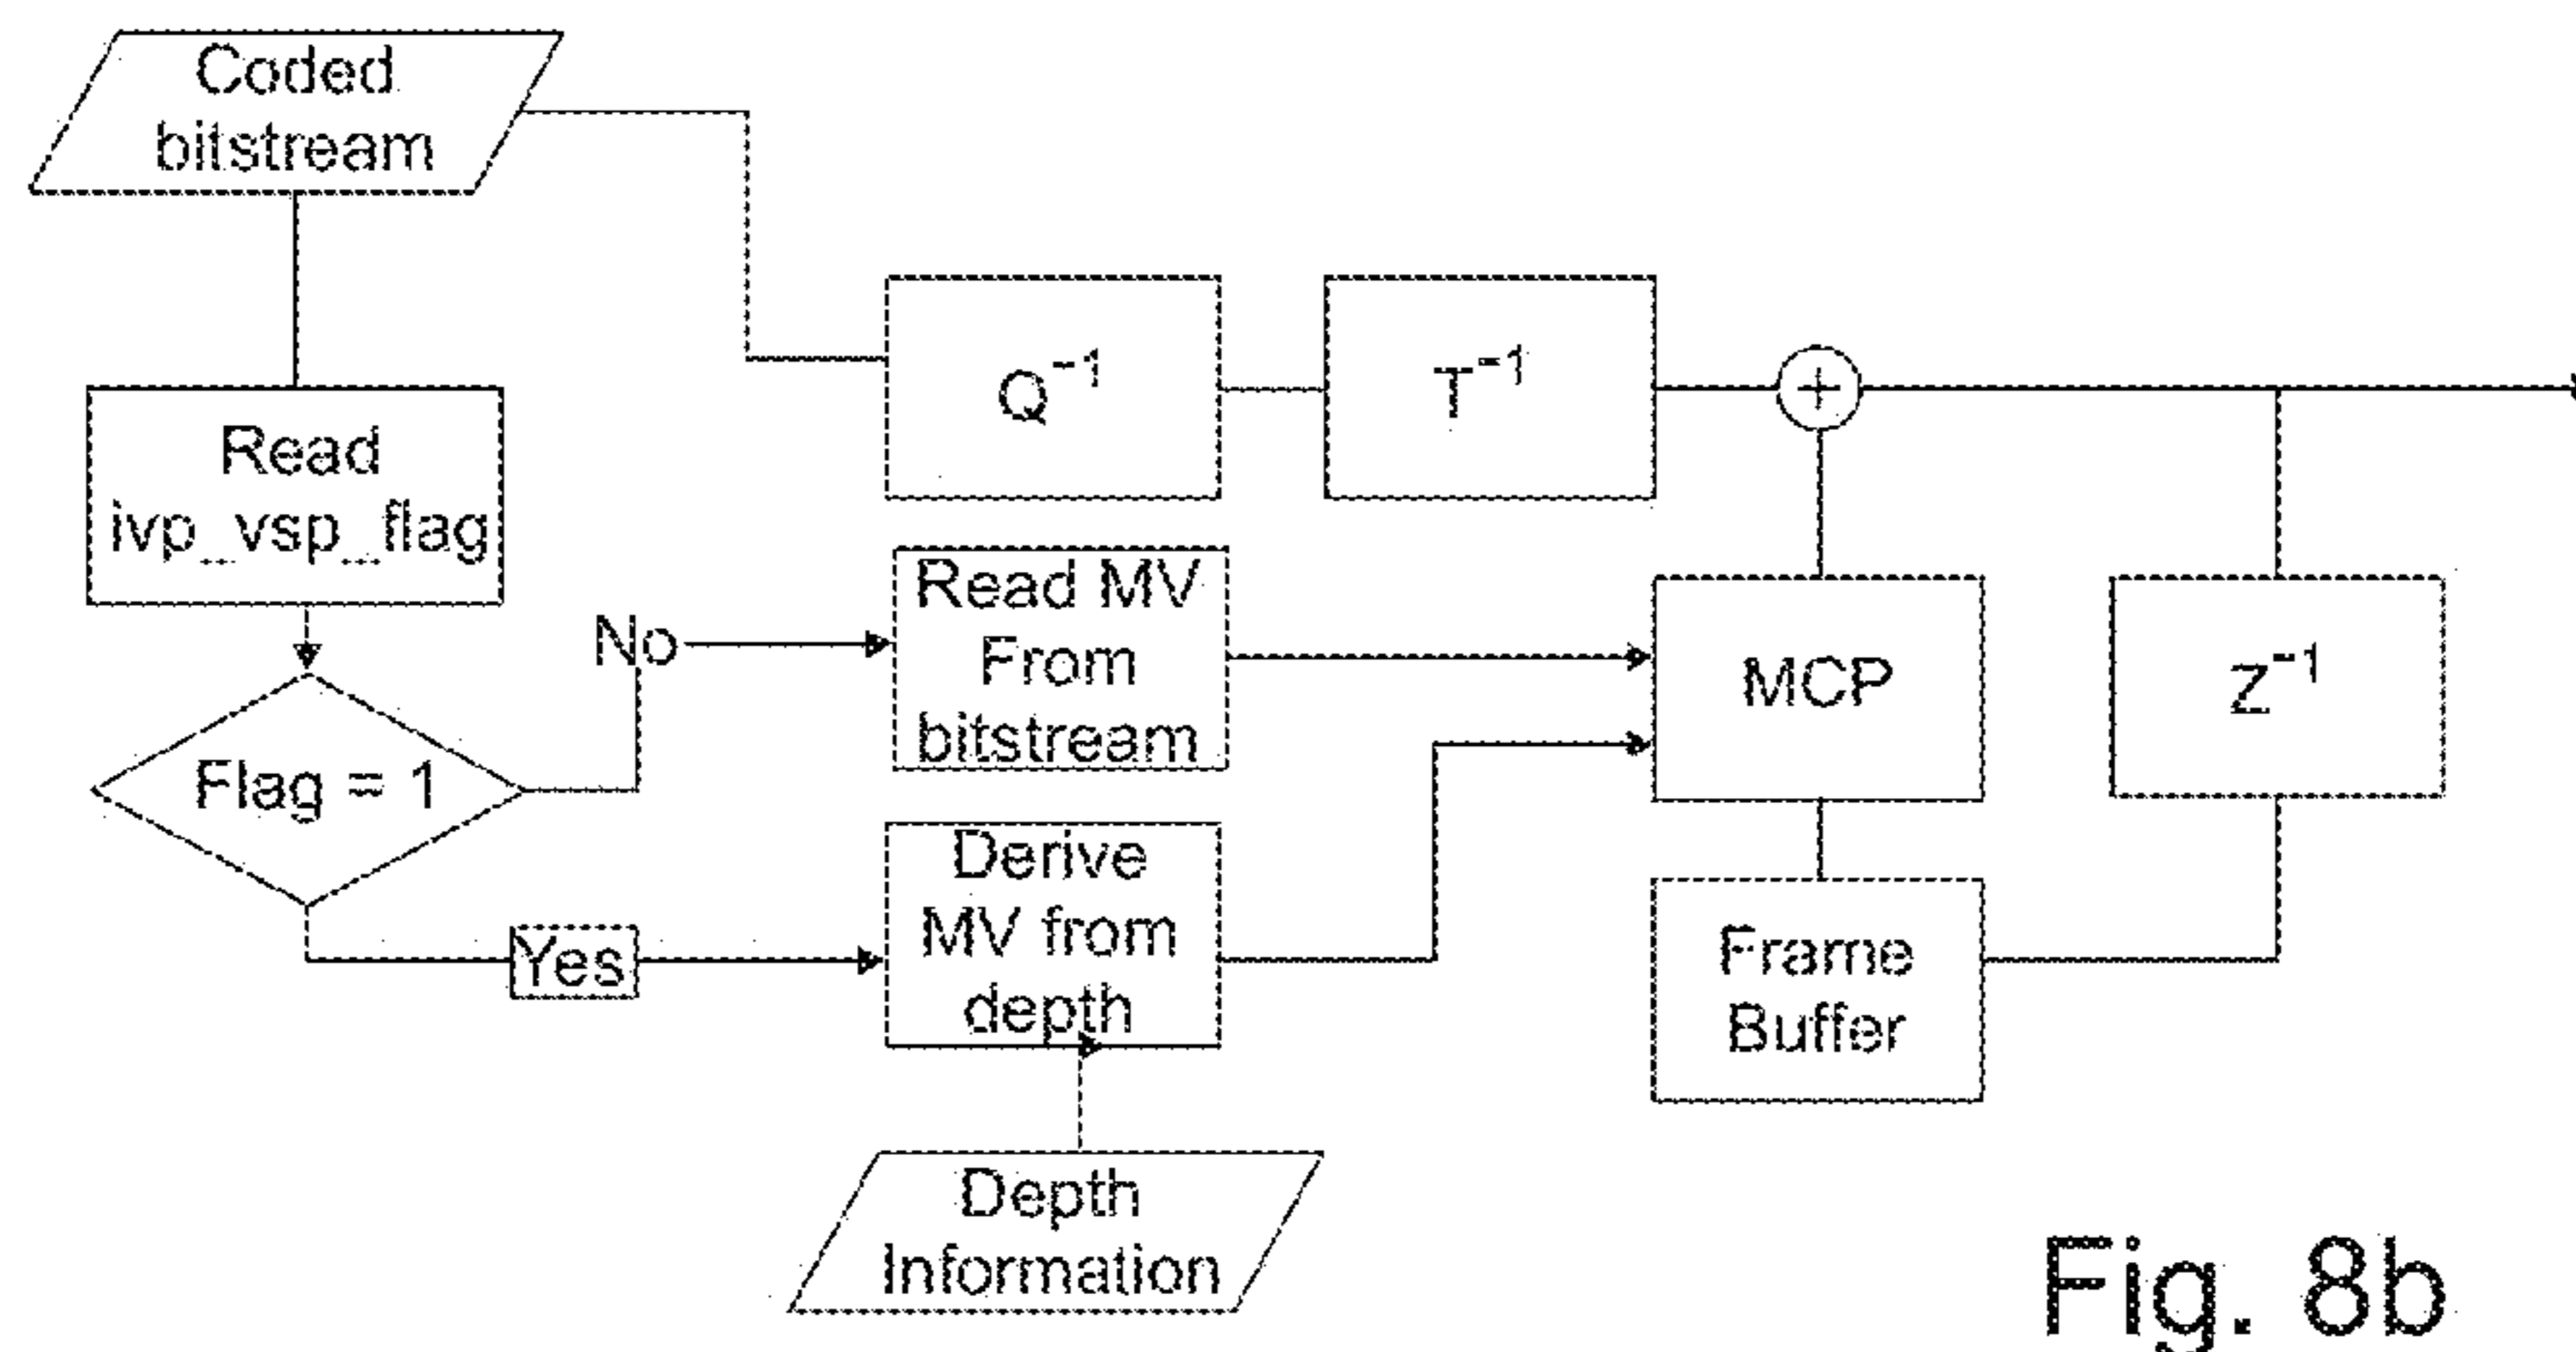 Coded
bitstream
Read
ivp_vsp_flag
Flag = 1
No
Yes
Q⁻¹
T⁻¹
+
Read MV
From
bitstream
Derive
MV from
depth
Depth
Information
MCP
Frame
Buffer
z⁻¹
Fig. 8b